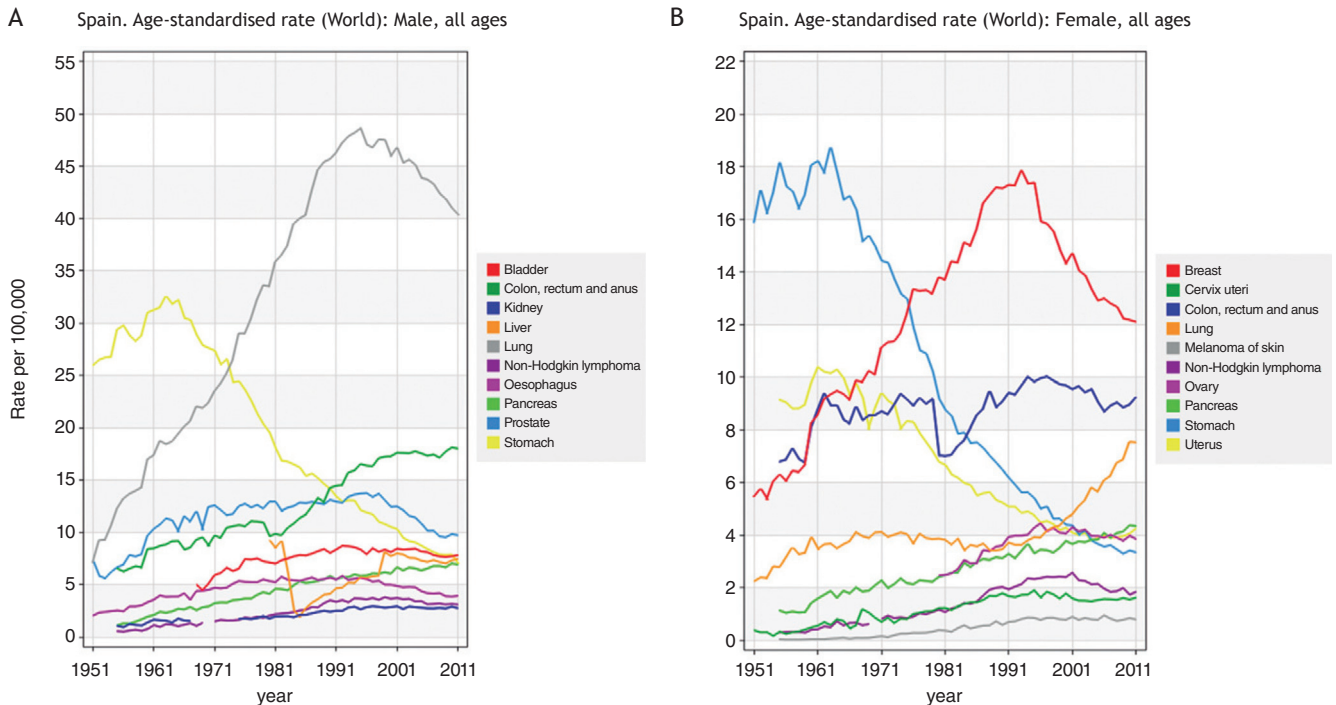 A
Spain. Age-standardised rate (World): Male, all ages
Rate per 100,000
55
50
45
40
35
30
25
20
15
10
5
0
1951 1961 1971 1981 1991 2001 2011
year
Bladder
Colon, rectum and anus
Kidney
Liver
Lung
Non-Hodgkin lymphoma
Oesophagus
Pancreas
Prostate
Stomach
B
Spain. Age-standardised rate (World): Female, all ages
22
20
18
16
14
12
10
8
6
4
2
0
1951 1961 1971 1981 1991 2001 2011
year
Breast
Cervix uteri
Colon, rectum and anus
Lung
Melanoma of skin
Non-Hodgkin lymphoma
Ovary
Pancreas
Stomach
Uterus